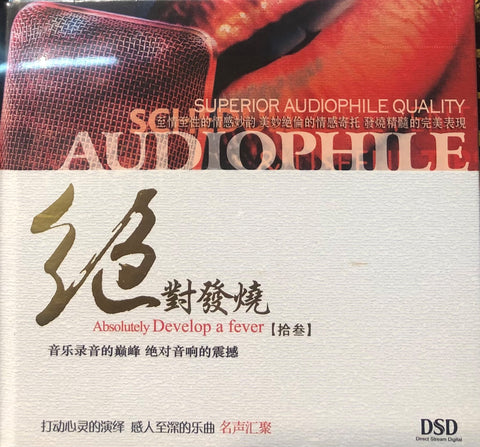 SUPERIOR AUDIOPHILE QUALITY
至情至性的情感妙韵 美妙絕倫的情感寄托 發燒精髓的完美表現
AUDIOPHILE
絕對發燒
Absolutely Develop a fever【拾叁】
音乐录音的巅峰 绝对音响的震撼
打动心灵的演绎 感人至深的乐曲 名声汇聚
DSD
Direct Stream Digital